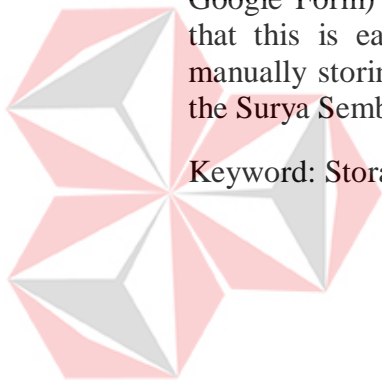 Google Form)
that this is ea
manually storin
the Surya Semb
Keyword: Stora